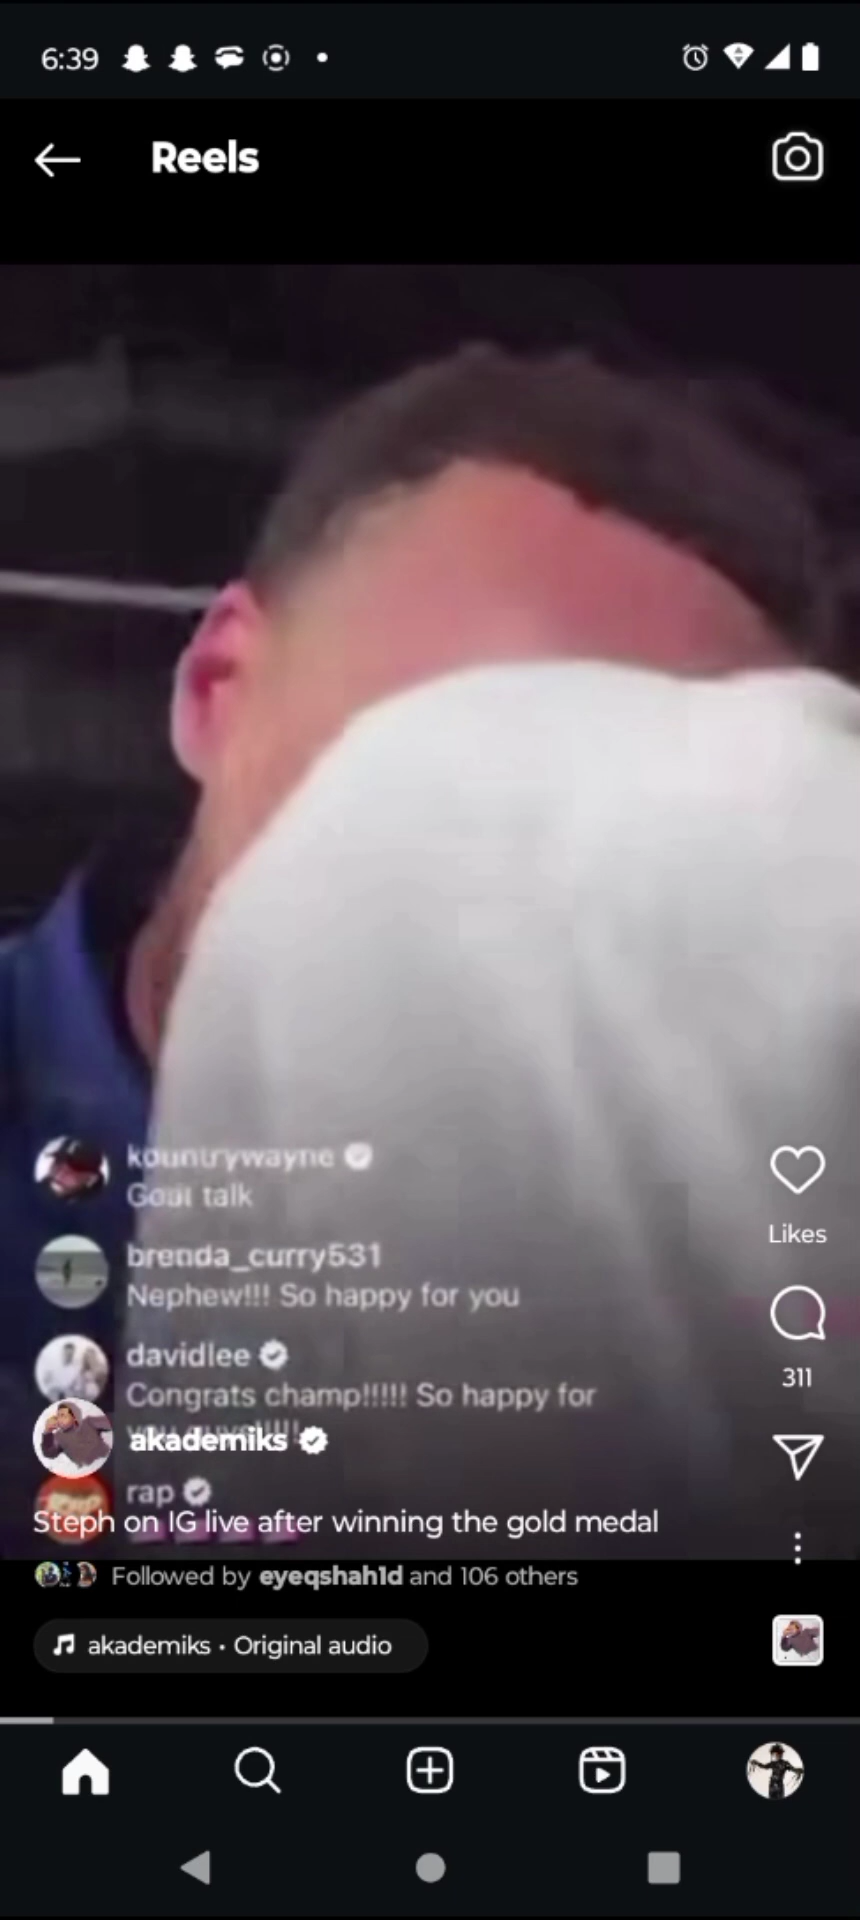 6:39
Reels
kountrywayne
Goat talk
brenda_curry531
Nephew!!! So happy for you
davidlee
Congrats champ!!!!! So happy for
you guys!!!!!
akademiks
rap
Steph on IG live after winning the gold medal
Followed by eyeqshah1d and 106 others
akademiks • Original audio
Likes
311